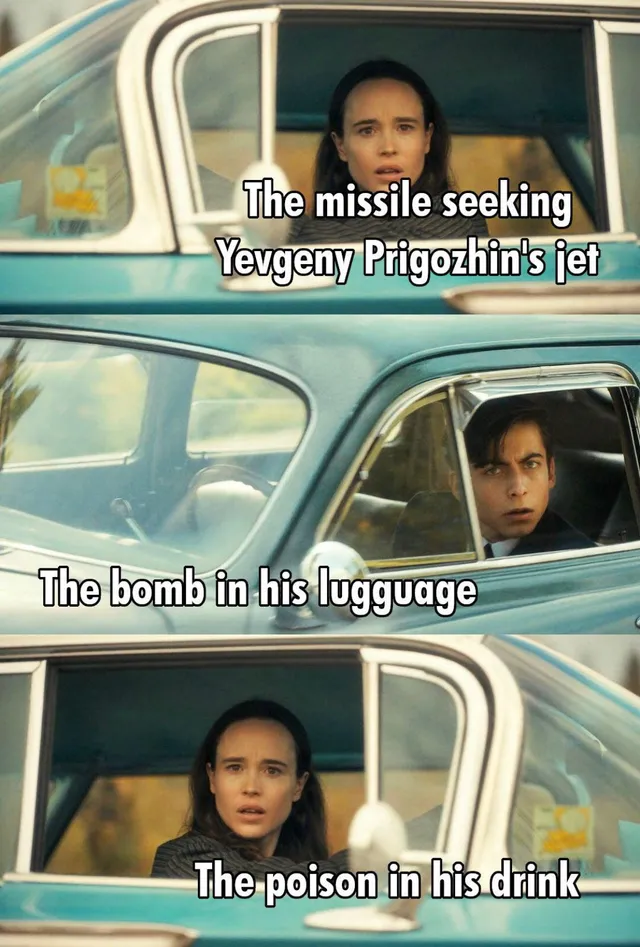 The missile seeking
Yevgeny Prigozhin's jet
The bomb in his lugguage
The poison in his drink